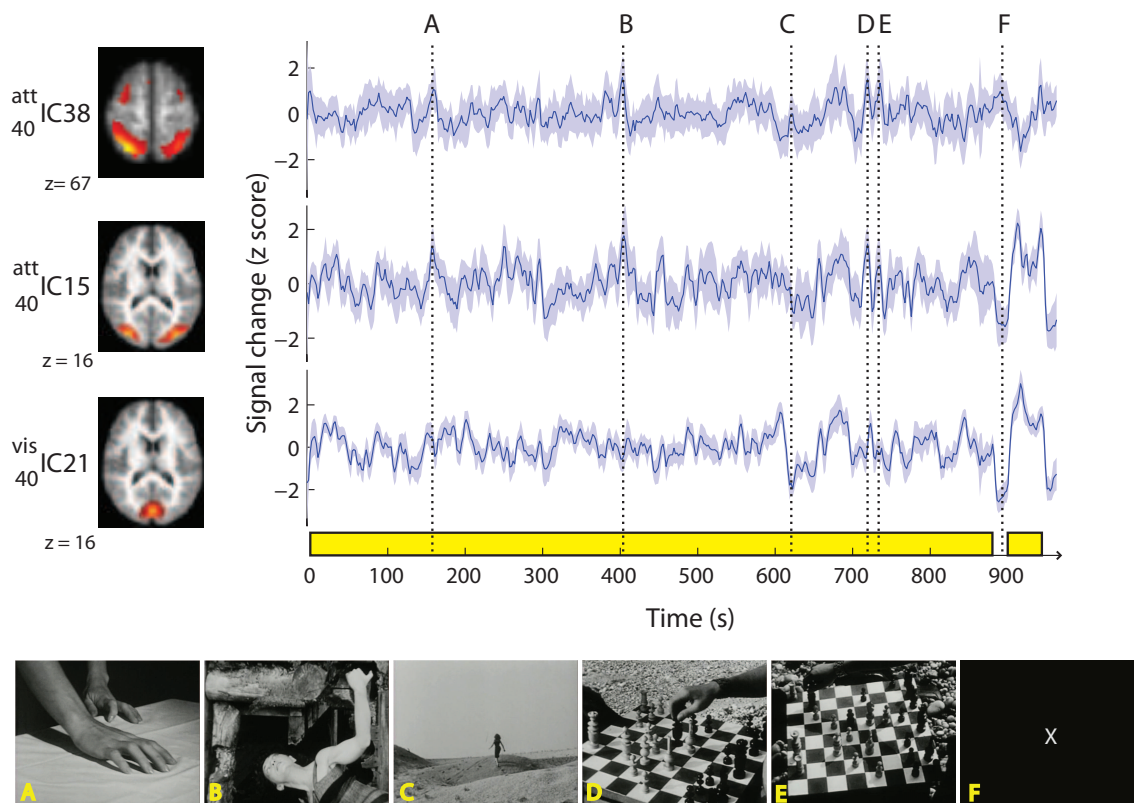 A B C D E F
att
40 IC38
z= 67
2
0
−2
att
40 IC15
z = 16
2
0
−2
vis
40 IC21
z = 16
2
0
−2
Signal change (z score)
0 100 200 300 400 500 600 700 800 900
Time (s)
X
A B C D E F